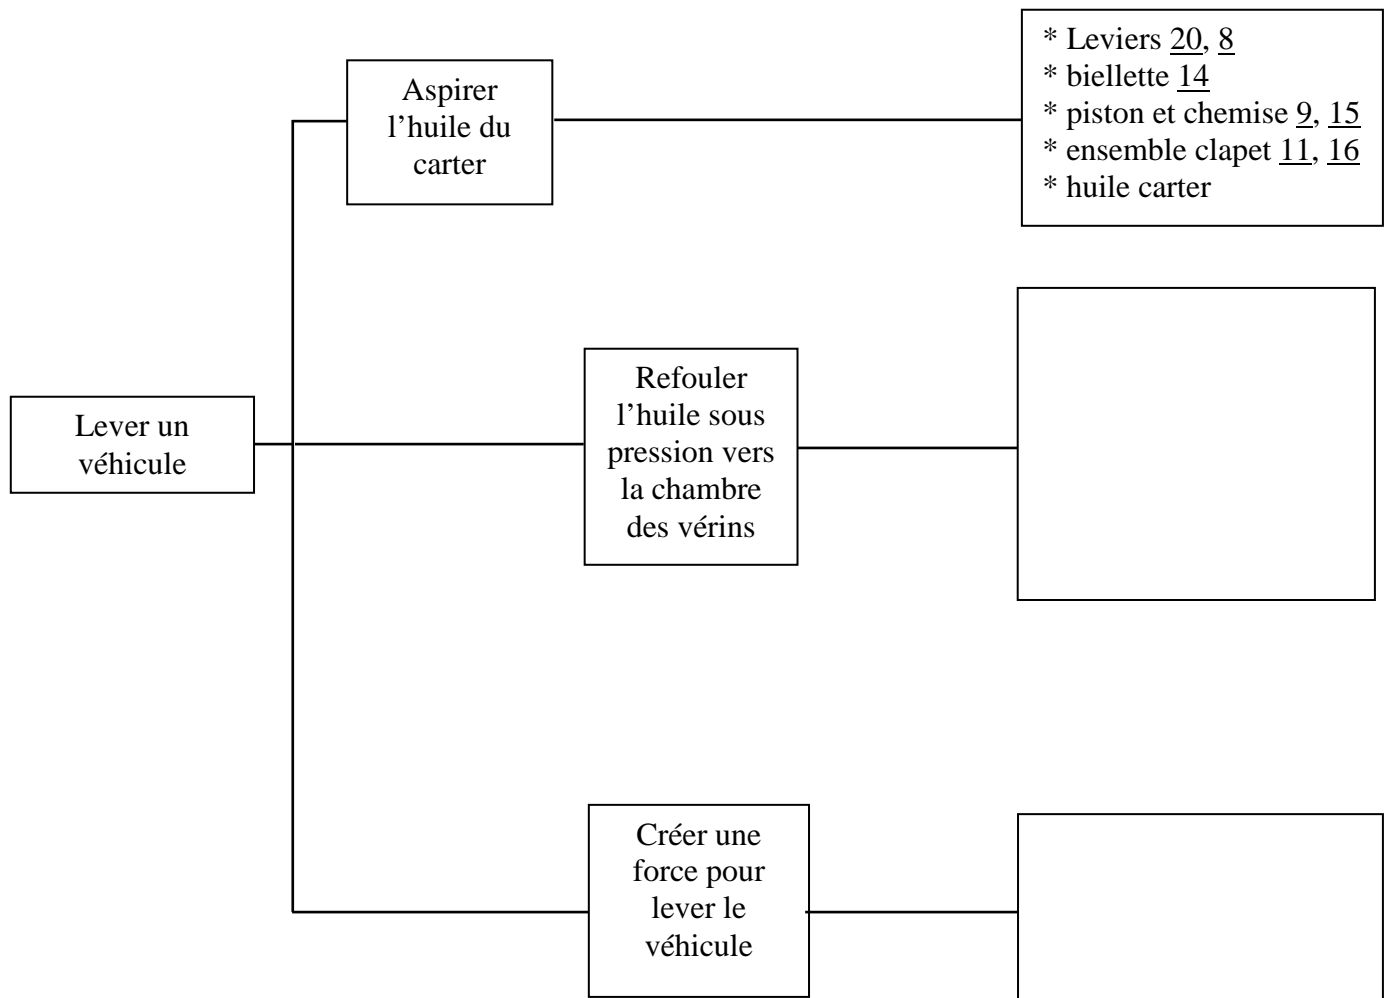 * Leviers 20, 8
* biellette 14
* piston et chemise 9, 15
* ensemble clapet 11, 16
* huile carter
Aspirer
l’huile du
carter
Refouler
l’huile sous
pression vers
la chambre
des vérins
Lever un
véhicule
Créer une
force pour
lever le
véhicule